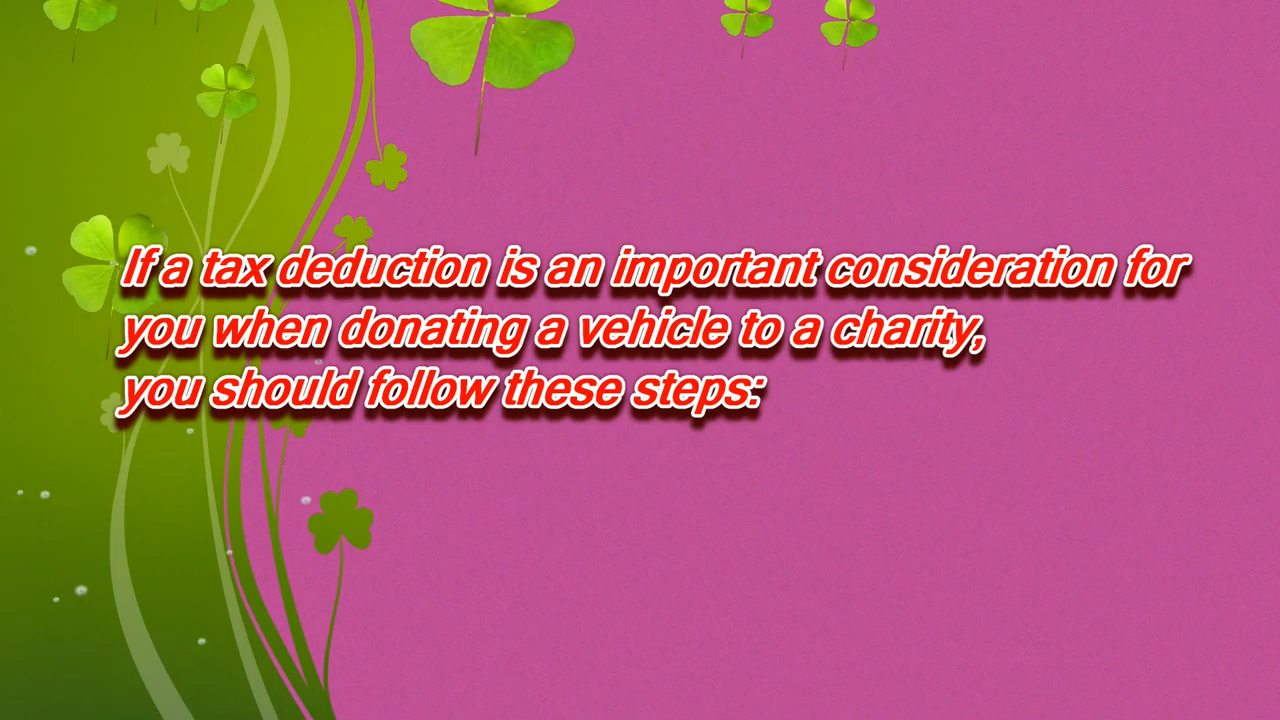 If a tax deduction is an important consideration for
you when donating a vehicle to a charity,
you should follow these steps: